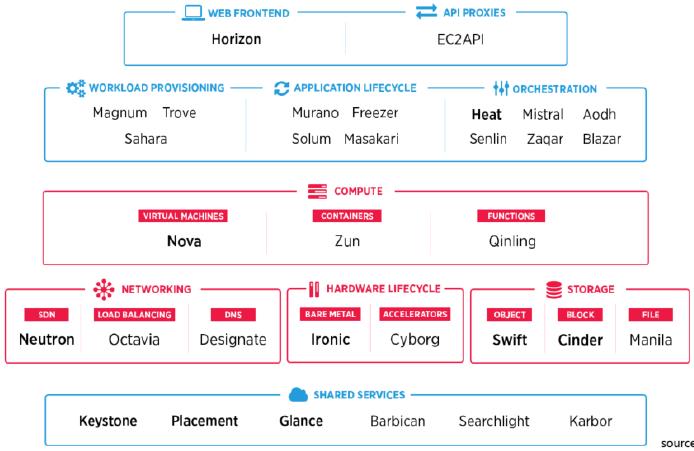 WEB FRONTEND API PROXIES
Horizon EC2API
WORKLOAD PROVISIONING APPLICATION LIFECYCLE ORCHESTRATION
Magnum Trove Murano Freezer Heat Mistral Aodh
Sahara Solum Masakari Senlin Zaqar Blazar
COMPUTE
VIRTUAL MACHINES CONTAINERS FUNCTIONS
Nova Zun Qinling
NETWORKING HARDWARE LIFECYCLE STORAGE
SDN LOAD BALANCING DNS BARE METAL ACCELERATORS OBJECT BLOCK FILE
Neutron Octavia Designate Ironic Cyborg Swift Cinder Manila
SHARED SERVICES
Keystone Placement Glance Barbican Searchlight Karbor
source